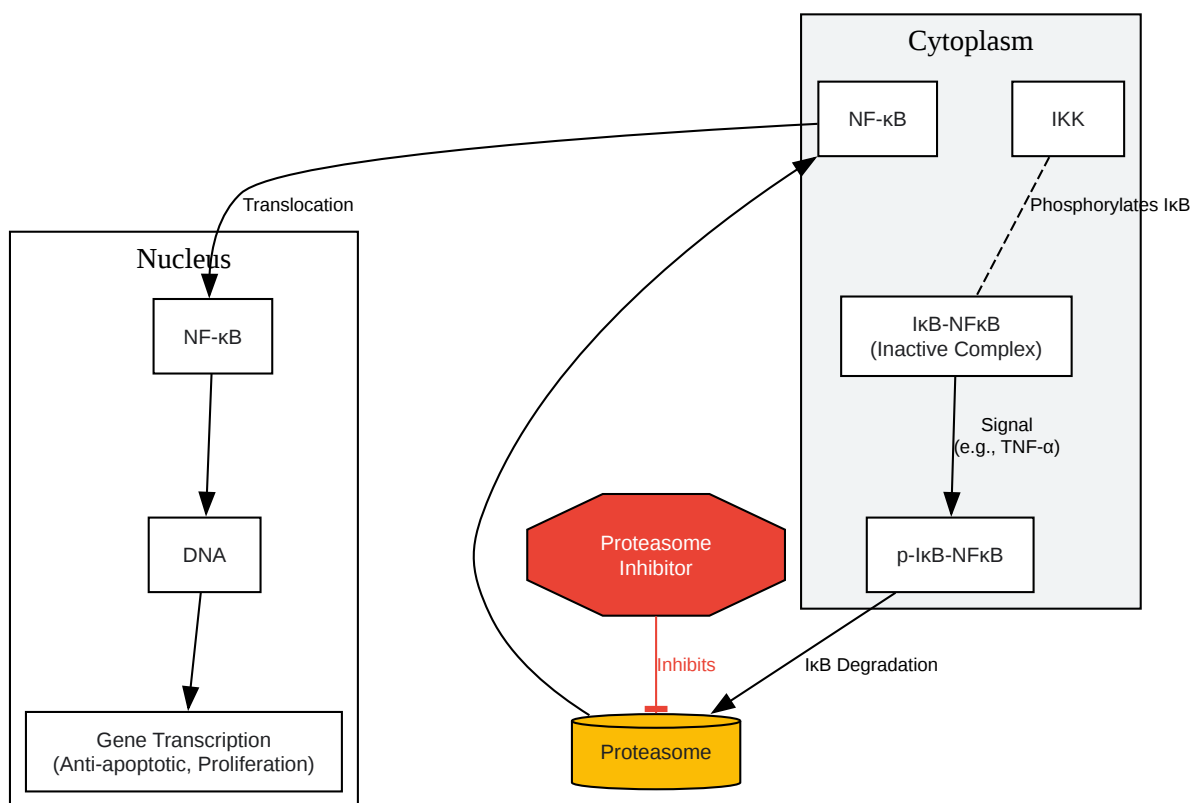 Cytoplasm
NF-κB
IKK
Translocation
Phosphorylates IκB
Nucleus
NF-κB
IκB-NFκB
(Inactive Complex)
Signal
(e.g., TNF-α)
DNA
Proteasome
Inhibitor
p-IκB-NFκB
Inhibits
IκB Degradation
Gene Transcription
(Anti-apoptotic, Proliferation)
Proteasome